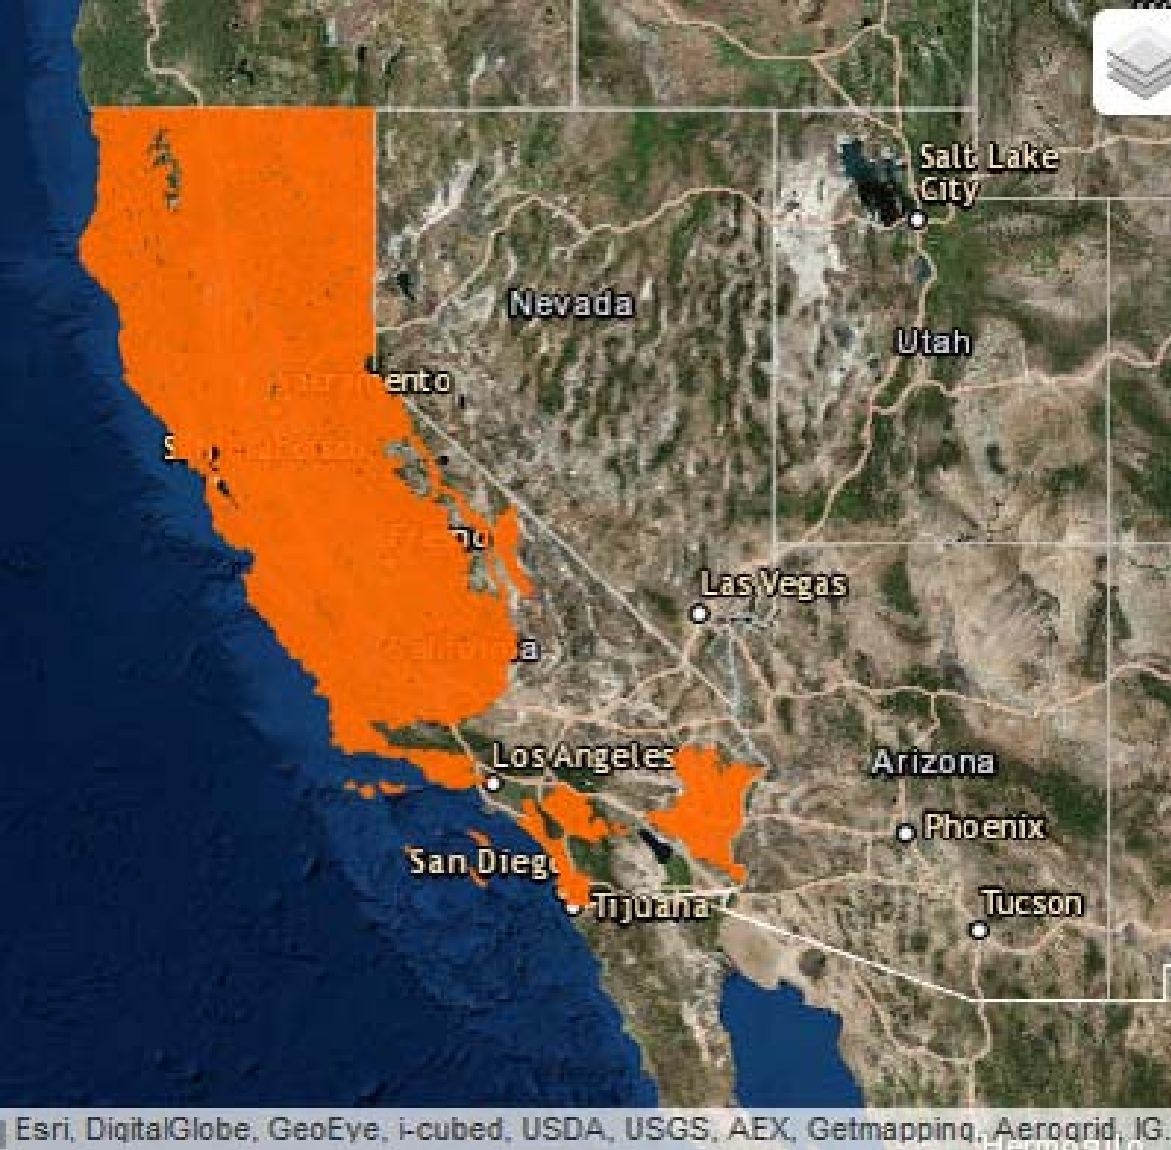 Salt Lake
City
Nevada
Utah
ento
S
Las Vegas
a
Los Angeles
Arizona
Phoenix
San Diego
Tijuana
Tucson
Esri, DigitalGlobe, GeoEye, i-cubed, USDA, USGS, AEX, Getmapping, Aerogrid, IG